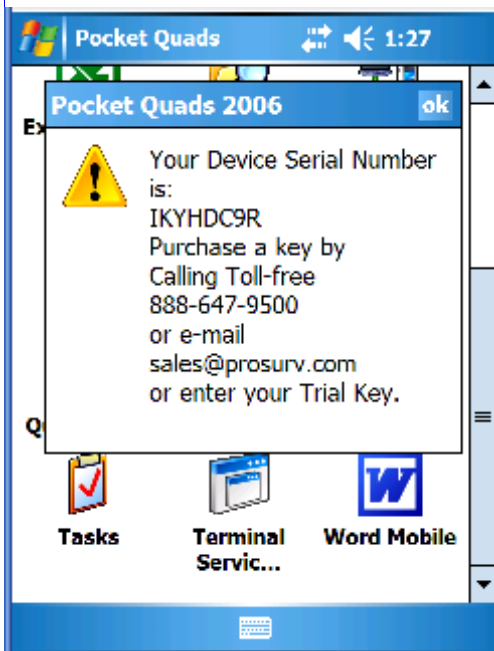 Pocket Quads 1:27
Pocket Quads 2006 ok
Your Device Serial Number
is:
IKYHDC9R
Purchase a key by
Calling Toll-free
888-647-9500
or e-mail
sales@prosurv.com
or enter your Trial Key.
Tasks Terminal Word Mobile
Servic...